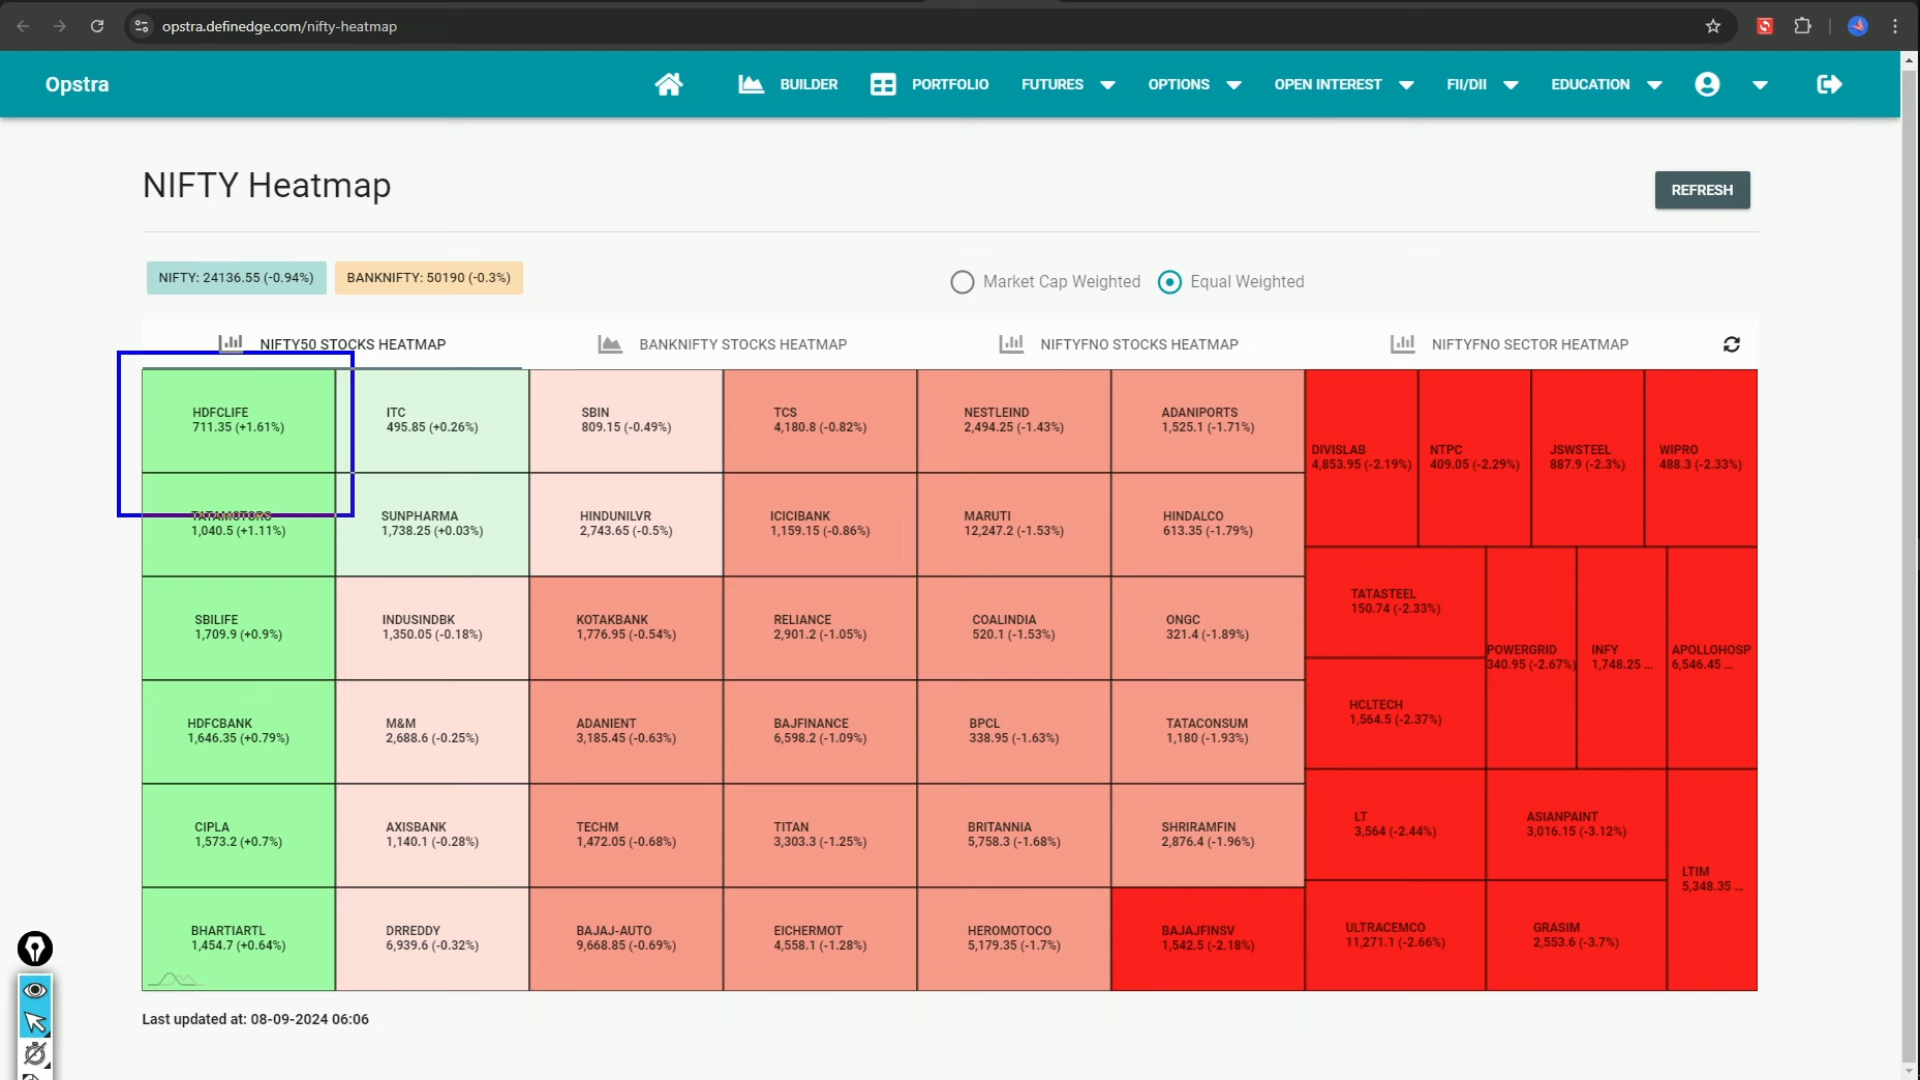 opstra.definedge.com/nifty-heatmap
Opstra
BUILDER
PORTFOLIO
FUTURES
OPTIONS
OPEN INTEREST
FII/DII
EDUCATION
NIFTY Heatmap
REFRESH
NIFTY: 24136.55 (-0.94%)
BANKNIFTY: 50190 (-0.3%)
Market Cap Weighted
Equal Weighted
NIFTY50 STOCKS HEATMAP
BANKNIFTY STOCKS HEATMAP
NIFTYFNO STOCKS HEATMAP
NIFTYFNO SECTOR HEATMAP
HDFCLIFE
711.35 (+1.61%)
TATAMOTORS
1,040.5 (+1.11%)
SBILIFE
1,709.9 (+0.9%)
HDFCBANK
1,646.35 (+0.79%)
CIPLA
1,573.2 (+0.7%)
BHARTIARTL
1,454.7 (+0.64%)
ITC
495.85 (+0.26%)
SUNPHARMA
1,738.25 (+0.03%)
INDUSINDBK
1,350.05 (-0.18%)
M&M
2,688.6 (-0.25%)
AXISBANK
1,140.1 (-0.28%)
DRREDDY
6,939.6 (-0.32%)
SBIN
809.15 (-0.49%)
HINDUNILVR
2,743.65 (-0.5%)
KOTAKBANK
1,776.95 (-0.54%)
ADANIENT
3,185.45 (-0.63%)
TECHM
1,472.05 (-0.68%)
BAJAJ-AUTO
9,668.85 (-0.69%)
TCS
4,180.8 (-0.82%)
ICICIBANK
1,159.15 (-0.86%)
RELIANCE
2,901.2 (-1.05%)
BAJFINANCE
6,598.2 (-1.09%)
TITAN
3,303.3 (-1.25%)
EICHERMOT
4,558.1 (-1.28%)
NESTLEIND
2,494.25 (-1.43%)
MARUTI
12,247.2 (-1.53%)
COALINDIA
520.1 (-1.53%)
BPCL
338.95 (-1.63%)
BRITANNIA
5,758.3 (-1.68%)
HEROMOTOCO
5,179.35 (-1.7%)
ADANIPORTS
1,525.1 (-1.71%)
HINDALCO
613.35 (-1.79%)
ONGC
321.4 (-1.89%)
TATACONSUM
1,180 (-1.93%)
SHRIRAMFIN
2,876.4 (-1.96%)
BAJAJFINSV
1,542.5 (-2.18%)
DIVISLAB
4,853.95 (-2.19%)
NTPC
409.05 (-2.29%)
JSWSTEEL
887.9 (-2.3%)
WIPRO
488.3 (-2.33%)
TATASTEEL
150.74 (-2.33%)
HCLTECH
1,564.5 (-2.37%)
POWERGRID
340.95 (-2.67%)
INFY
1,748.25 ...
APOLLOHOSP
6,546.45 ...
LT
3,564 (-2.44%)
ULTRACEMCO
11,271.1 (-2.66%)
ASIANPAINT
3,016.15 (-3.12%)
GRASIM
2,553.6 (-3.7%)
LTIM
5,348.35 ...
Last updated at: 08-09-2024 06:06